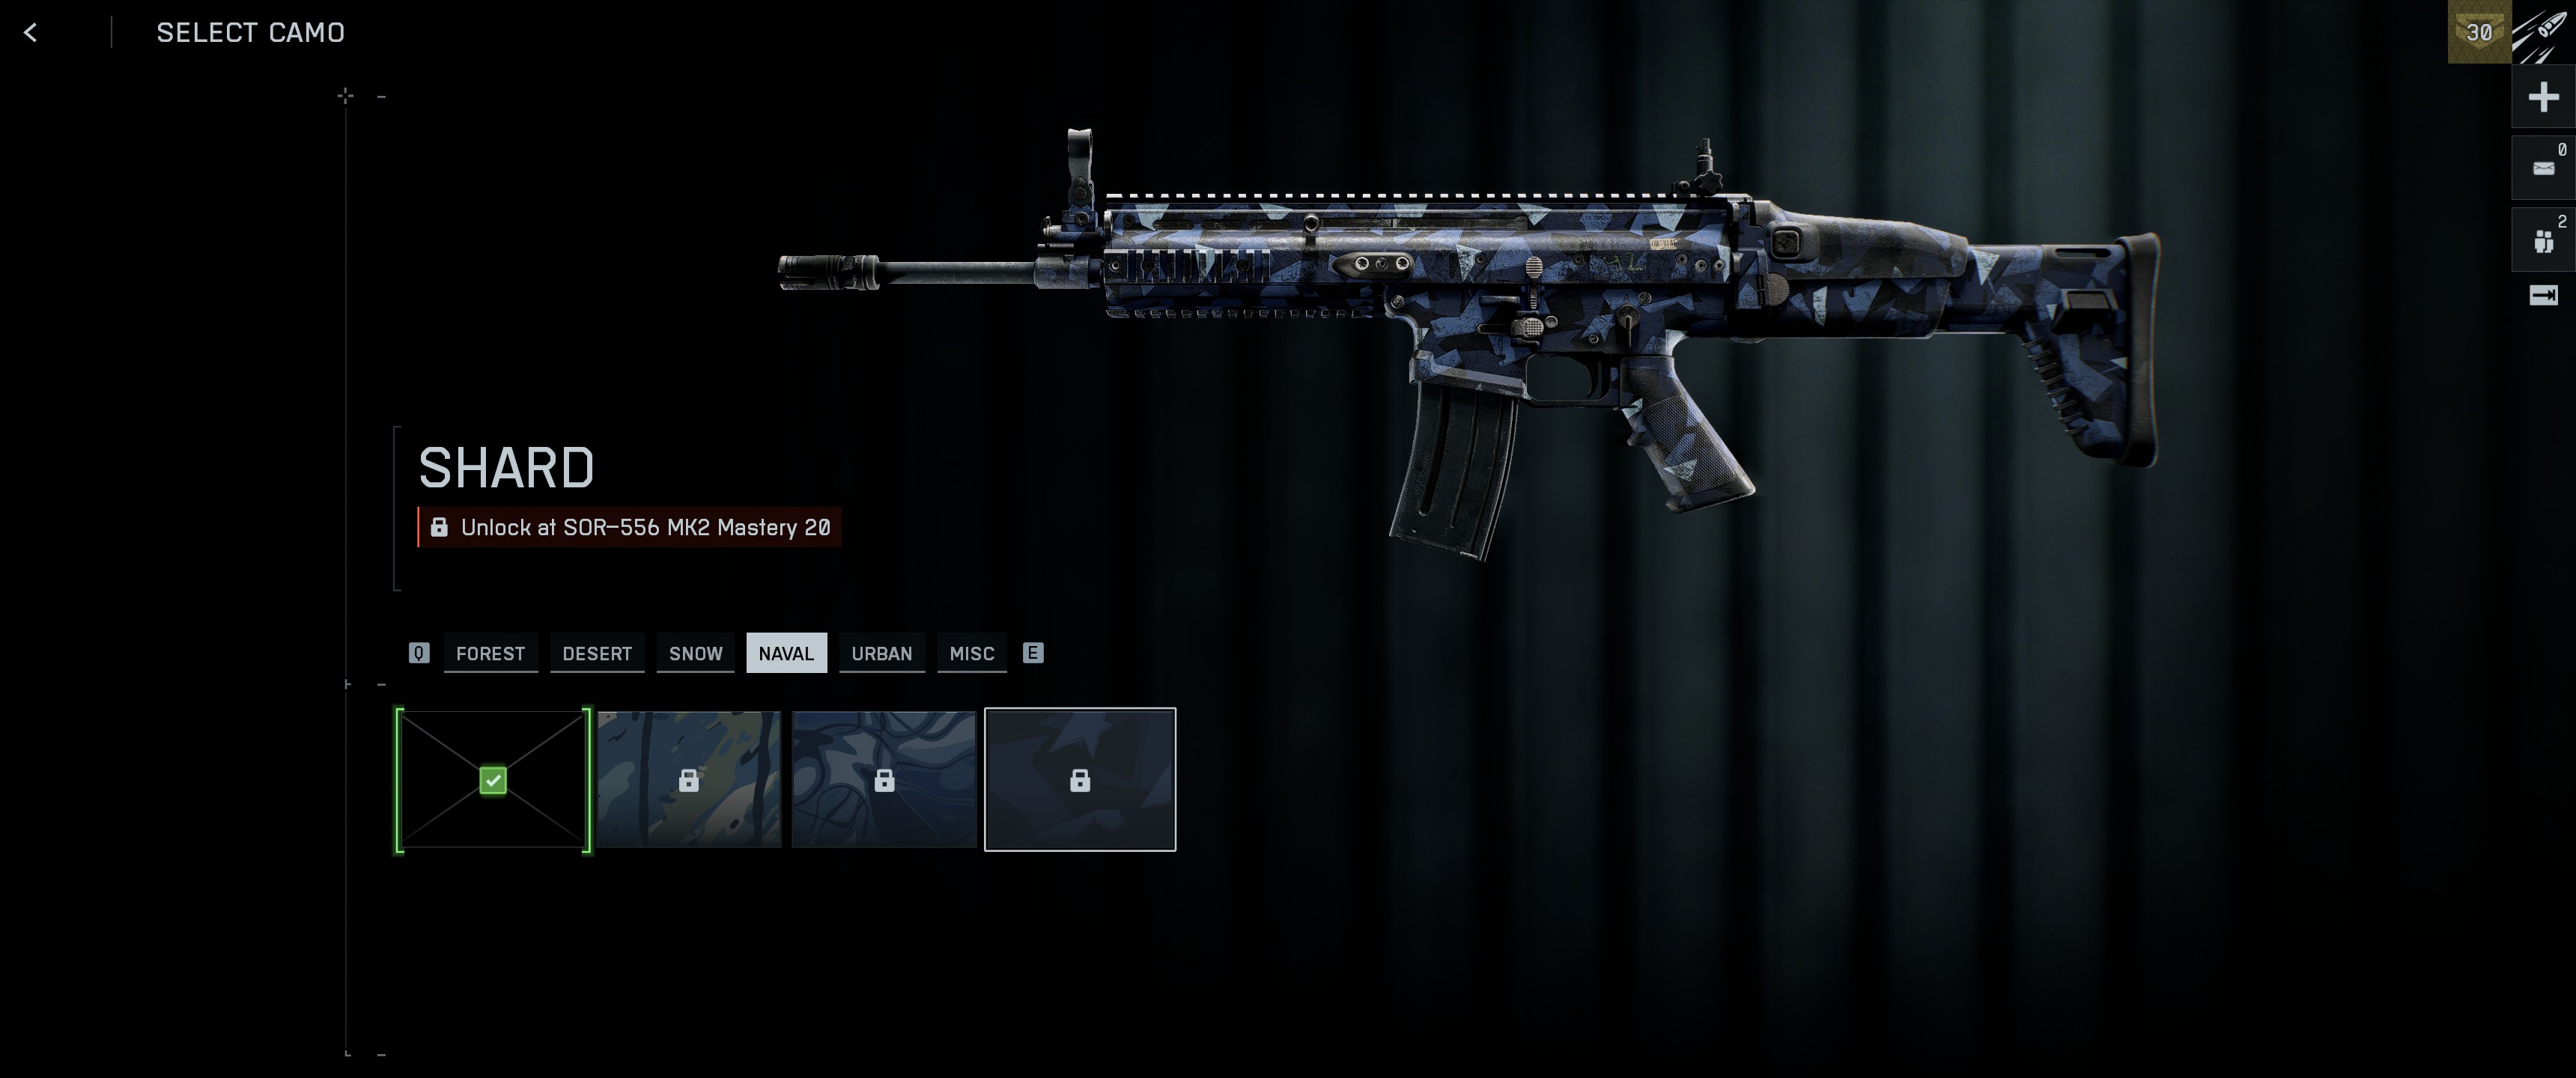 SELECT CAMO
30
0
2
SHARD
Unlock at SOR-556 MK2 Mastery 20
Q FOREST DESERT SNOW NAVAL URBAN MISC E